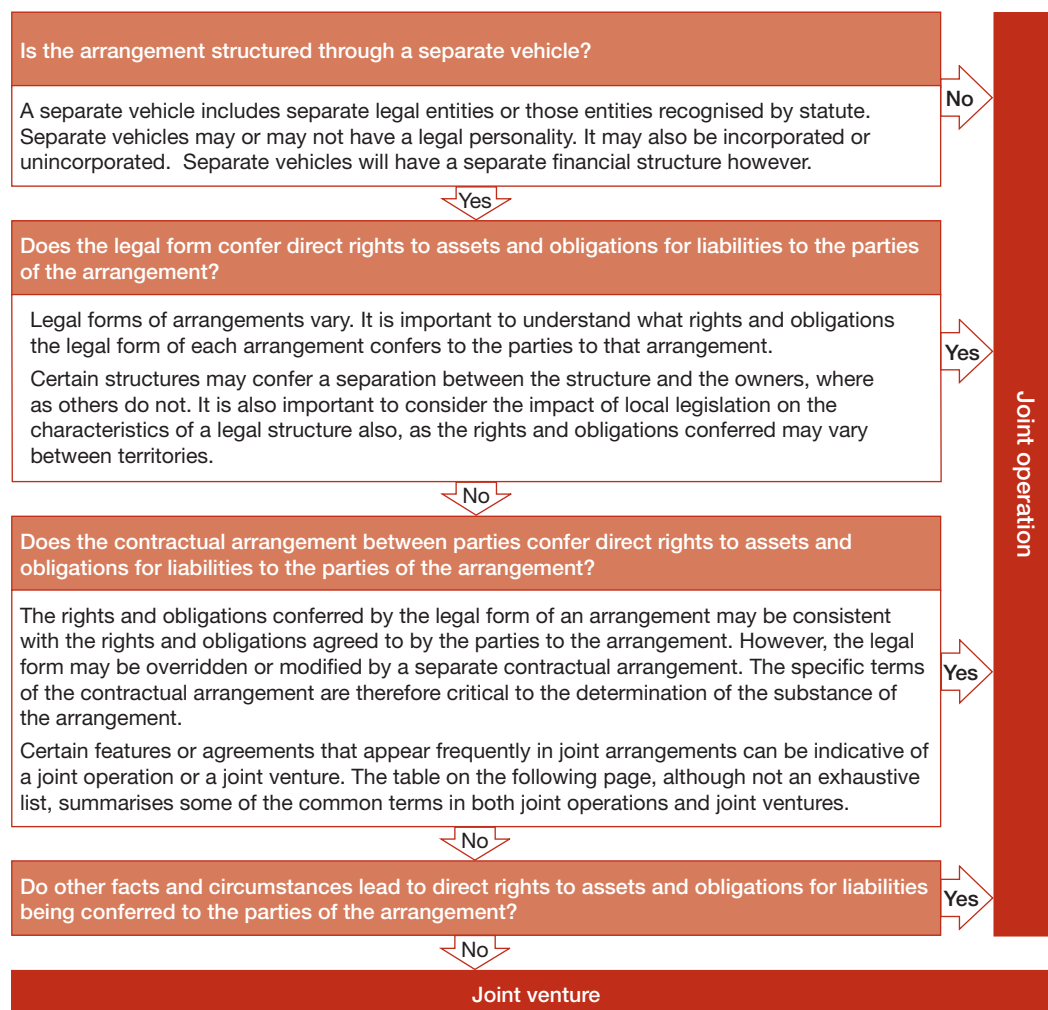 Is the arrangement structured through a separate vehicle?
A separate vehicle includes separate legal entities or those entities recognised by statute.
Separate vehicles may or may not have a legal personality. It may also be incorporated or
unincorporated.  Separate vehicles will have a separate financial structure however.
No
Yes
Does the legal form confer direct rights to assets and obligations for liabilities to the parties
of the arrangement?
Legal forms of arrangements vary. It is important to understand what rights and obligations
the legal form of each arrangement confers to the parties to that arrangement.
Certain structures may confer a separation between the structure and the owners, where
as others do not. It is also important to consider the impact of local legislation on the
characteristics of a legal structure also, as the rights and obligations conferred may vary
between territories.
Yes
No
Does the contractual arrangement between parties confer direct rights to assets and
obligations for liabilities to the parties of the arrangement?
The rights and obligations conferred by the legal form of an arrangement may be consistent
with the rights and obligations agreed to by the parties to the arrangement. However, the legal
form may be overridden or modified by a separate contractual arrangement. The specific terms
of the contractual arrangement are therefore critical to the determination of the substance of
the arrangement.
Certain features or agreements that appear frequently in joint arrangements can be indicative of
a joint operation or a joint venture. The table on the following page, although not an exhaustive
list, summarises some of the common terms in both joint operations and joint ventures.
Yes
No
Do other facts and circumstances lead to direct rights to assets and obligations for liabilities
being conferred to the parties of the arrangement?
Yes
No
Joint operation
Joint venture